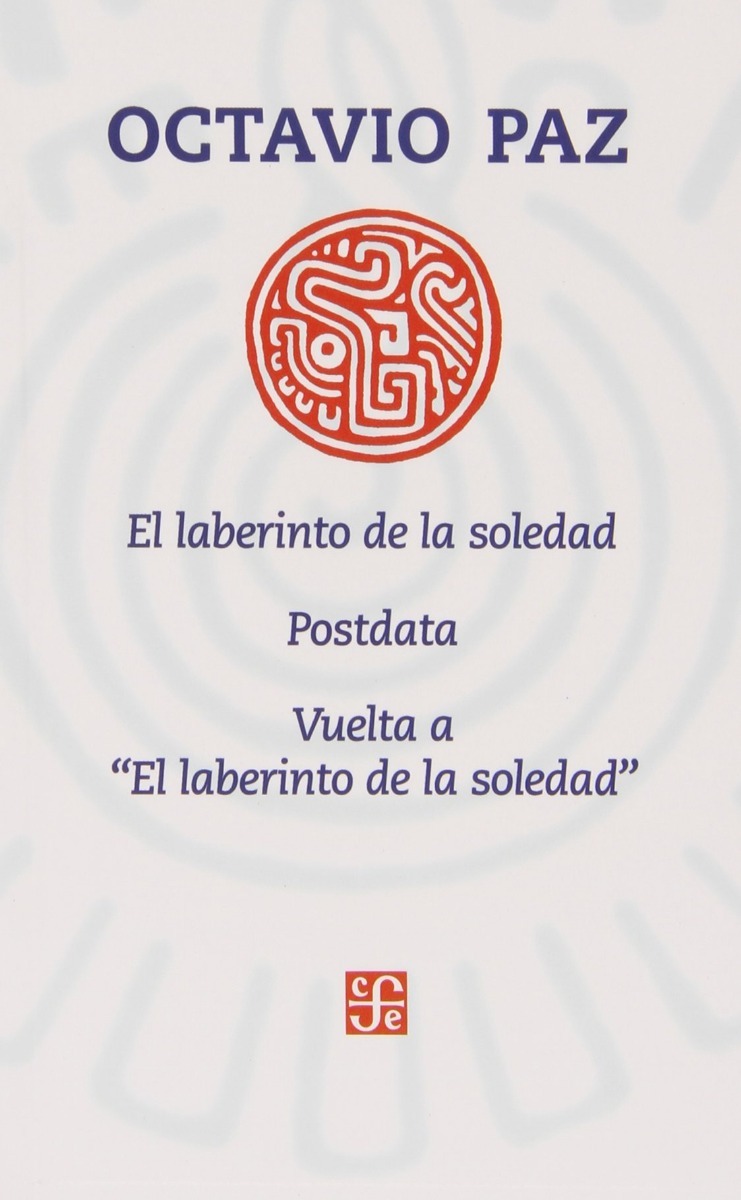 OCTAVIO PAZ
El laberinto de la soledad
Postdata
Vuelta a
“El laberinto de la soledad”
cfe